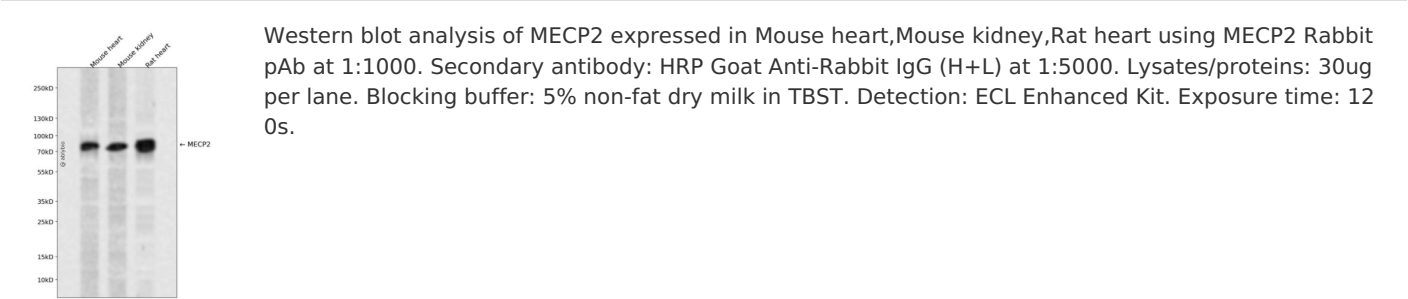 Mouse heart
Mouse kidney
Rat heart
250kD
130kD
100kD
70kD
55kD
35kD
25kD
15kD
10kD
← MECP2
Western blot analysis of MECP2 expressed in Mouse heart,Mouse kidney,Rat heart using MECP2 Rabbit
pAb at 1:1000. Secondary antibody: HRP Goat Anti-Rabbit IgG (H+L) at 1:5000. Lysates/proteins: 30ug
per lane. Blocking buffer: 5% non-fat dry milk in TBST. Detection: ECL Enhanced Kit. Exposure time: 12
0s.